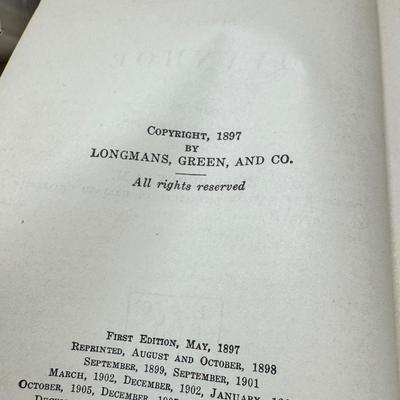 COPYRIGHT, 1897
BY
LONGMANS, GREEN, AND CO.
All rights reserved
FIRST EDITION, MAY, 1897
REPRINTED, AUGUST AND OCTOBER, 1898
SEPTEMBER, 1899, SEPTEMBER, 1901
MARCH, 1902, DECEMBER, 1902, JANUARY,
OCTOBER, 1905, DECEMBER,